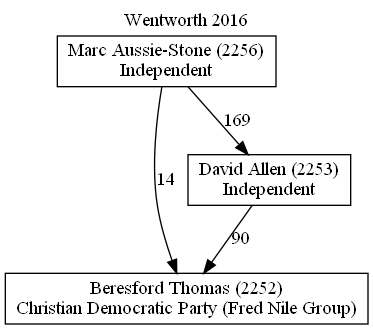 Wentworth 2016
Marc Aussie-Stone (2256)
Independent
169
David Allen (2253)
Independent
14
90
Beresford Thomas (2252)
Christian Democratic Party (Fred Nile Group)